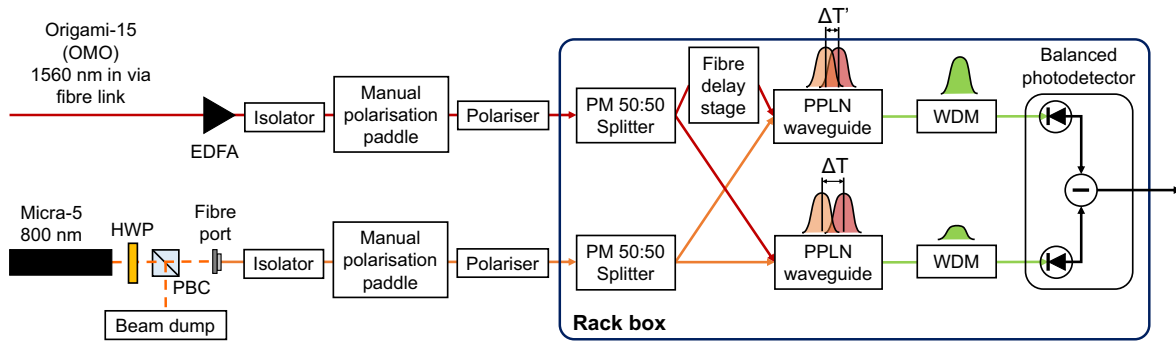 Origami-15
(OMO)
1560 nm in via
fibre link
EDFA
Isolator
Manual
polarisation
paddle
Polariser
PM 50:50
Splitter
Fibre
delay
stage
ΔT’
PPLN
waveguide
WDM
Balanced
photodetector
Micra-5
800 nm
HWP
PBC
Fibre
port
Beam dump
Isolator
Manual
polarisation
paddle
Polariser
PM 50:50
Splitter
ΔT
PPLN
waveguide
WDM
Rack box